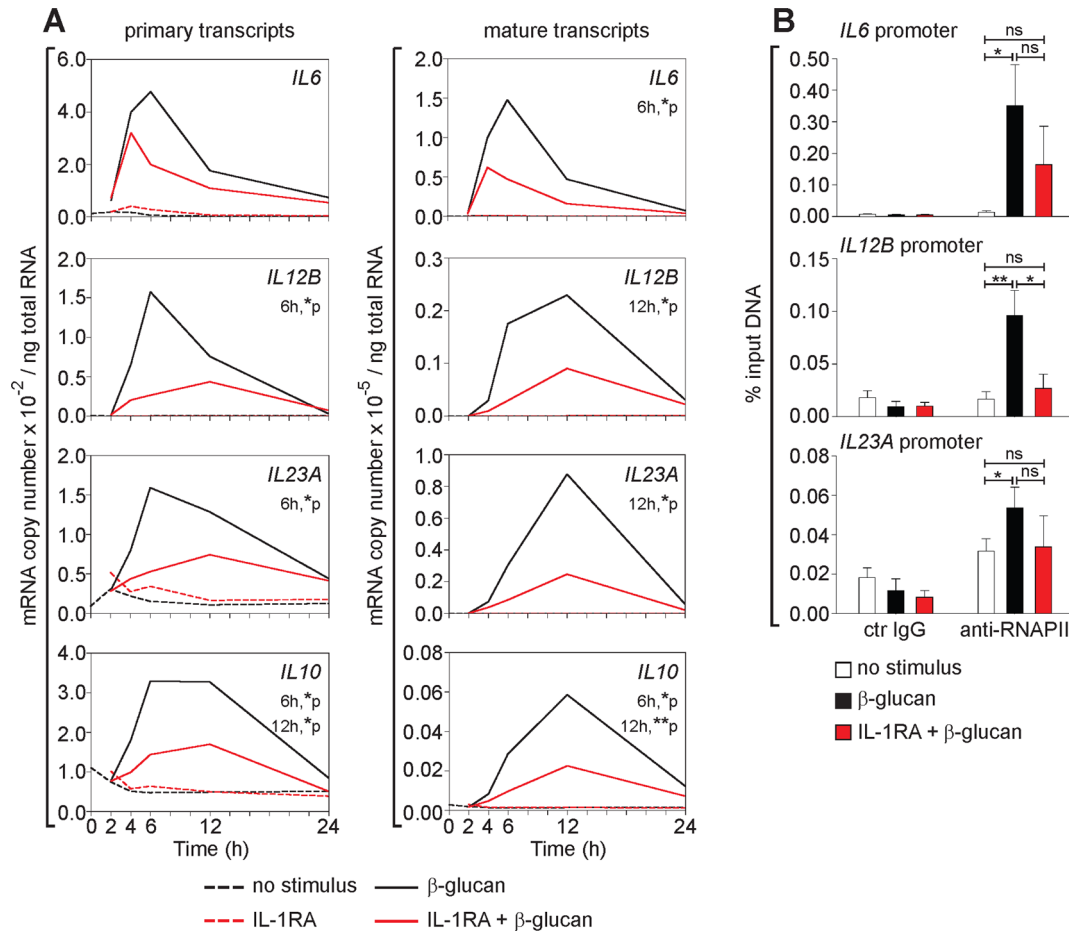 A
primary transcripts
mature transcripts
mRNA copy number x 10-2 / ng total RNA
6.0
4.0
2.0
0.0
IL6
2.0
1.5
1.0
0.5
0.0
IL12B
6h,*p
2.0
1.5
1.0
0.5
0.0
IL23A
6h,*p
4.0
3.0
2.0
1.0
0.0
IL10
6h,*p
12h,*p
0 2 4 6 12 24
Time (h)
mRNA copy number x 10-5 / ng total RNA
2.0
1.5
1.0
0.5
0.0
IL6
6h,*p
0.3
0.2
0.1
0.0
IL12B
12h,*p
1.0
0.8
0.6
0.4
0.2
0.0
IL23A
12h,*p
0.08
0.06
0.04
0.02
0.00
IL10
6h,*p
12h,**p
0 2 4 6 12 24
Time (h)
no stimulus
β-glucan
IL-1RA
IL-1RA + β-glucan
B
% input DNA
IL6 promoter
ns
* ns
0.50
0.40
0.30
0.20
0.10
0.00
IL12B promoter
ns
** *
0.15
0.10
0.05
0.00
IL23A promoter
ns
* ns
0.08
0.06
0.04
0.02
0.00
ctr IgG anti-RNAPII
no stimulus
β-glucan
IL-1RA + β-glucan